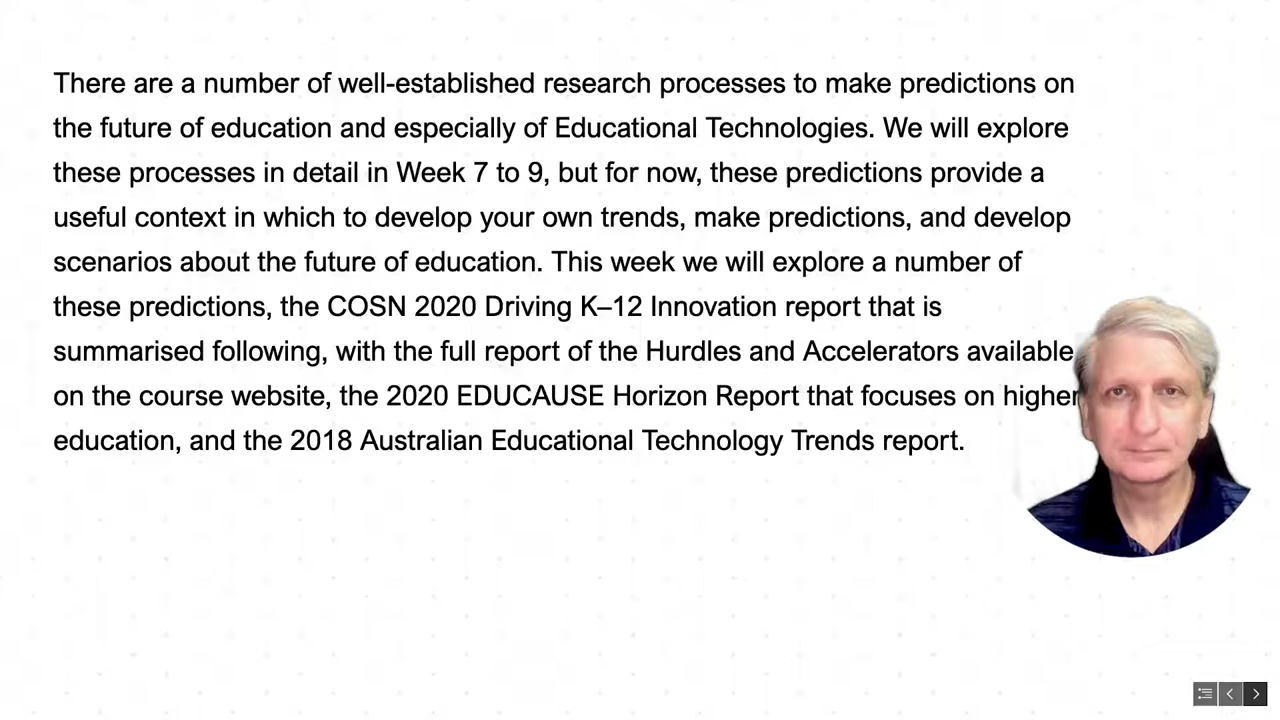 There are a number of well-established research processes to make predictions on
the future of education and especially of Educational Technologies. We will explore
these processes in detail in Week 7 to 9, but for now, these predictions provide a
useful context in which to develop your own trends, make predictions, and develop
scenarios about the future of education. This week we will explore a number of
these predictions, the COSN 2020 Driving K–12 Innovation report that is
summarised following, with the full report of the Hurdles and Accelerators available
on the course website, the 2020 EDUCAUSE Horizon Report that focuses on higher
education, and the 2018 Australian Educational Technology Trends report.